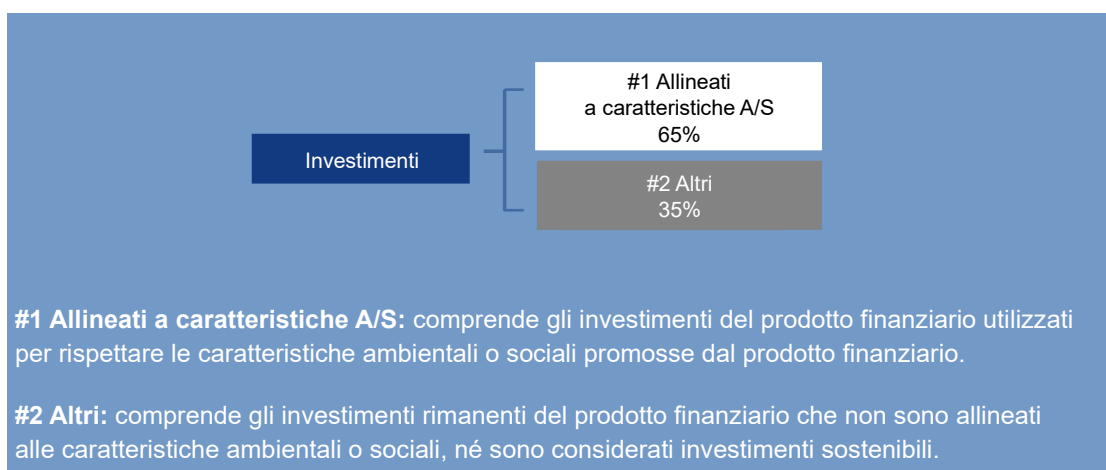 #1 Allineati
a caratteristiche A/S
65%
Investimenti
#2 Altri
35%
#1 Allineati a caratteristiche A/S: comprende gli investimenti del prodotto finanziario utilizzati
per rispettare le caratteristiche ambientali o sociali promosse dal prodotto finanziario.
#2 Altri: comprende gli investimenti rimanenti del prodotto finanziario che non sono allineati
alle caratteristiche ambientali o sociali, né sono considerati investimenti sostenibili.